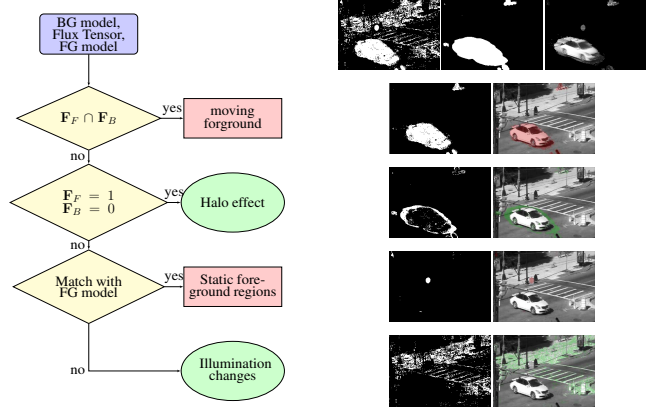 BG model,
Flux Tensor,
FG model
F_F ∩ F_B
yes
moving
forground
no
F_F = 1
F_B = 0
yes
Halo effect
no
Match with
FG model
yes
Static fore-
ground regions
no
Illumination
changes